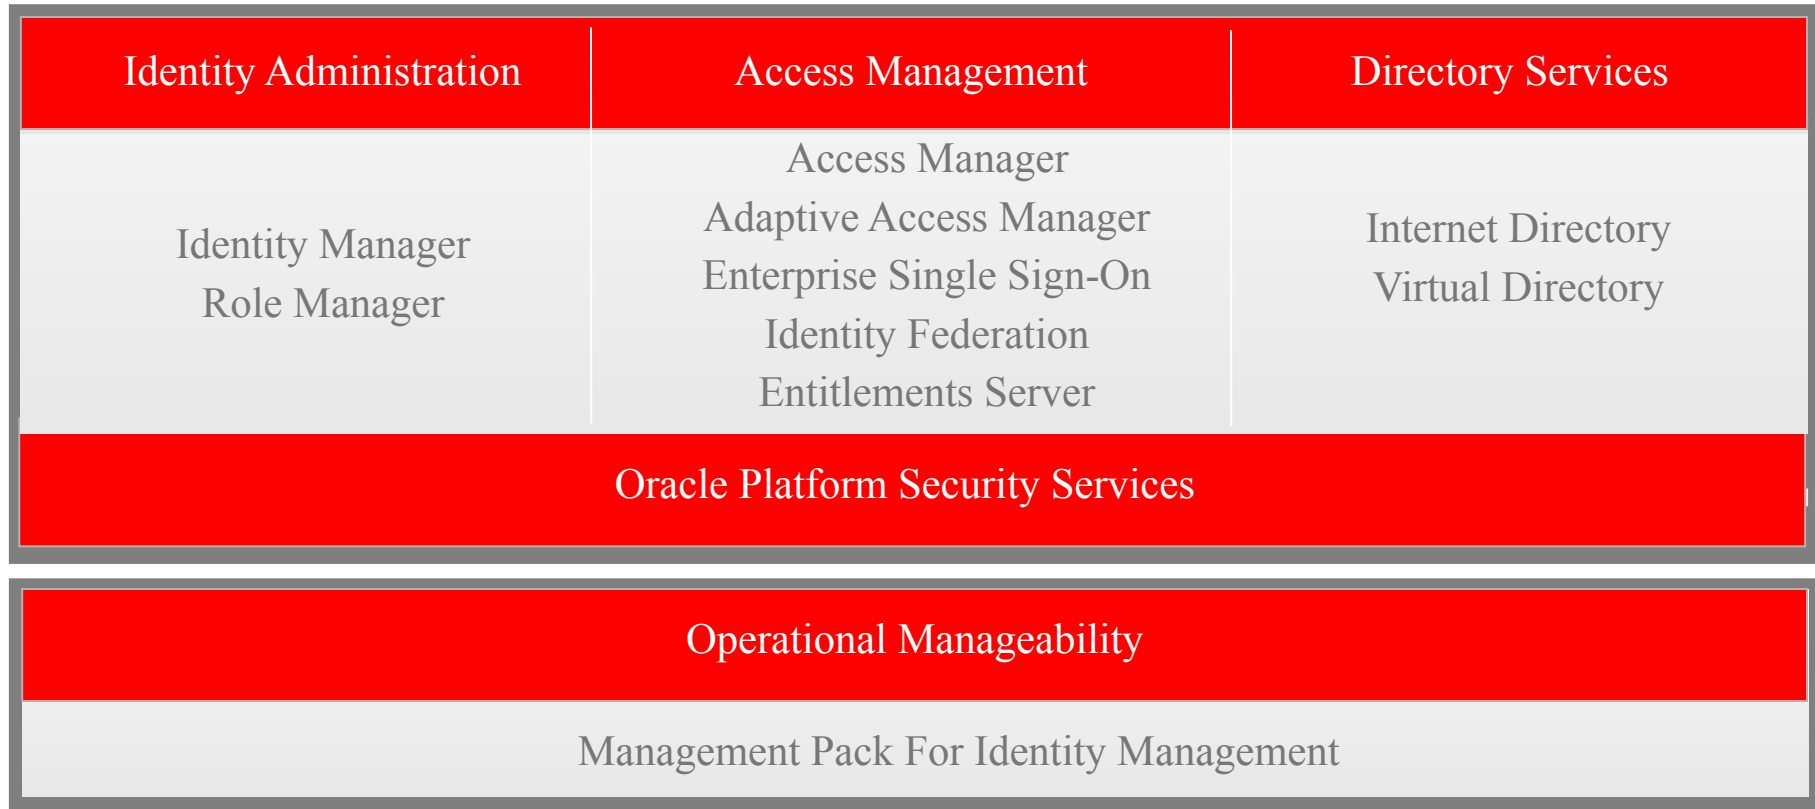 Identity Administration
Access Management
Directory Services
Identity Manager
Role Manager
Access Manager
Adaptive Access Manager
Enterprise Single Sign-On
Identity Federation
Entitlements Server
Internet Directory
Virtual Directory
Oracle Platform Security Services
Operational Manageability
Management Pack For Identity Management